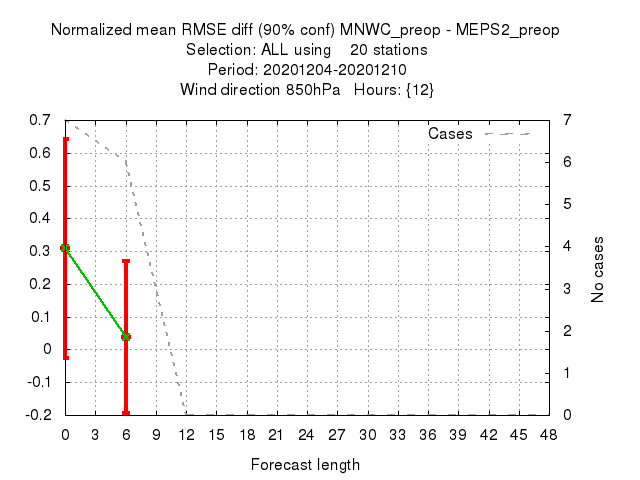 Normalized mean RMSE diff (90% conf) MNWC_preop - MEPS2_preop
Selection: ALL using    20 stations
Period: 20201204-20201210
Wind direction 850hPa   Hours: {12}
Cases
0.7
0.6
0.5
0.4
0.3
0.2
0.1
0
-0.1
-0.2
7
6
5
4
3
2
1
0
No cases
0 3 6 9 12 15 18 21 24 27 30 33 36 39 42 45 48
Forecast length